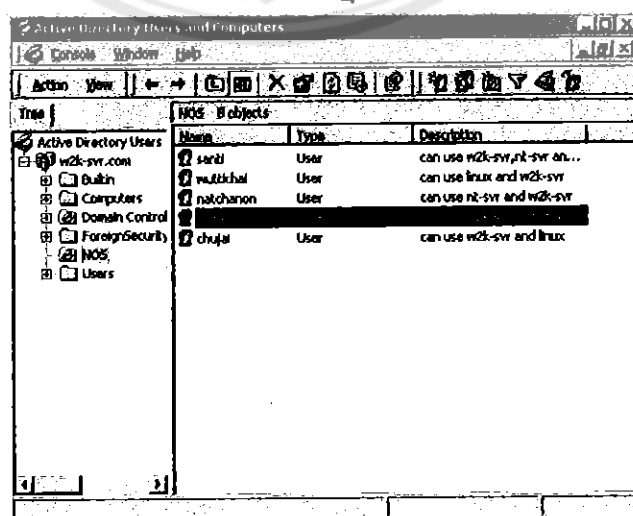 Active Directory Users and Computers
Console Window Help
Action View
Tree
NOS 8 objects
Active Directory Users
w2k-svr.com
Builtin
Computers
Domain Control
ForeignSecurity
NOS
Users
Name Type Description
santi User can use w2k-svr,nt-svr an...
wuttichai User can use linux and w2k-svr
natchanon User can use nt-svr and w2k-svr
chujai User can use w2k-svr and linux